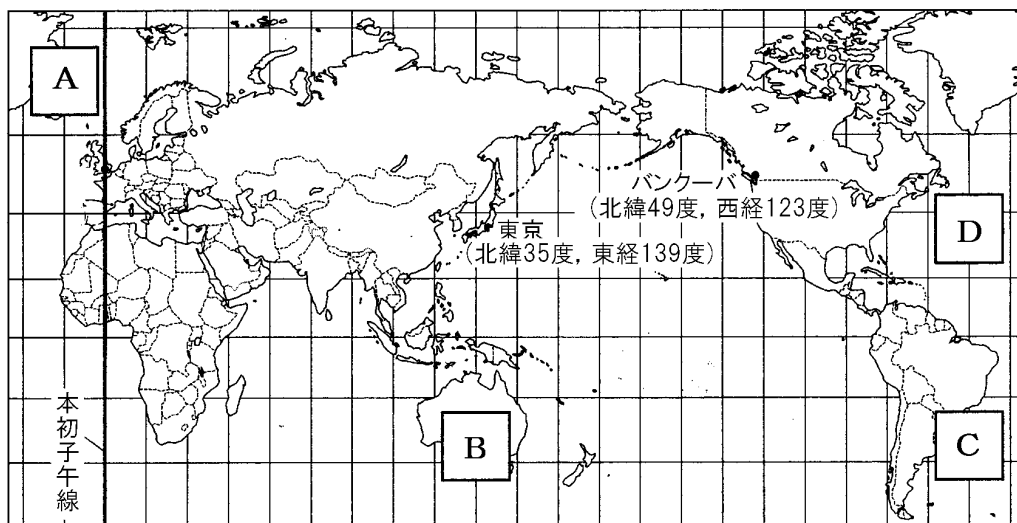 A
バンクーバ
(北緯49度，西経123度)
東京
(北緯35度，東経139度)
D
本初子午線
B
C